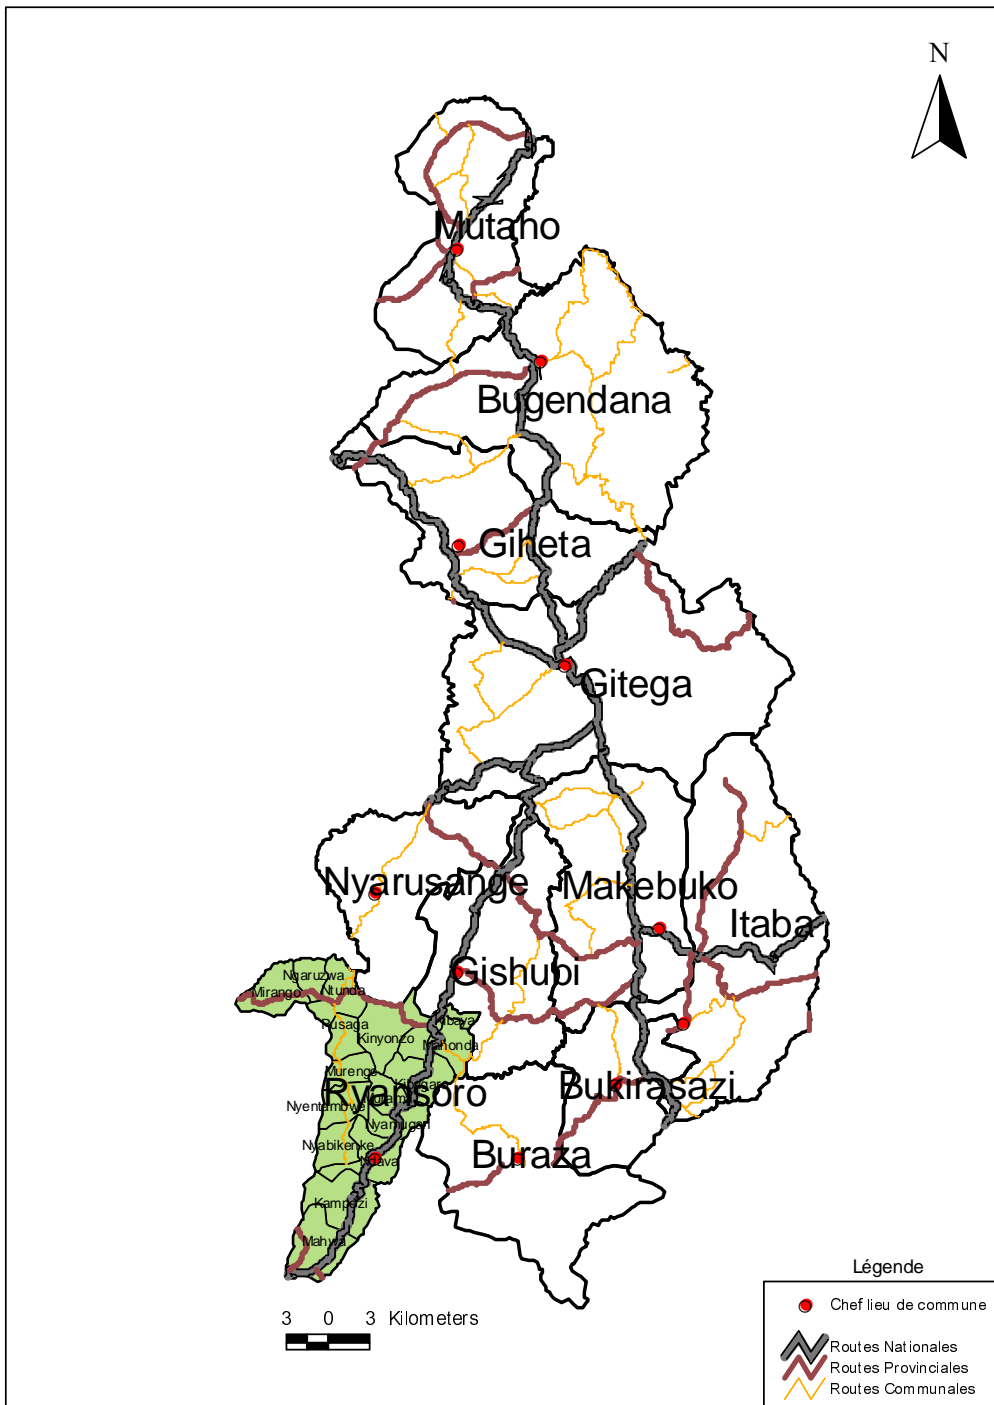 N
Mutaho
Bugendana
Giheta
Gitega
Nyarusange
Makebuko
Itaba
Gishubi
Ngaruzwa
Mirango
Ntunda
Rusaga
Kibaya
Kinyonzo
Mahonda
Murenge
Ryansoro
Bukirasazi
Nyentambwe
Nyamugari
Nyabikenke
Ndava
Buraza
Kampezi
Mahwa
Légende
Chef lieu de commune
3 0 3 Kilometers
Routes Nationales
Routes Provinciales
Routes Communales